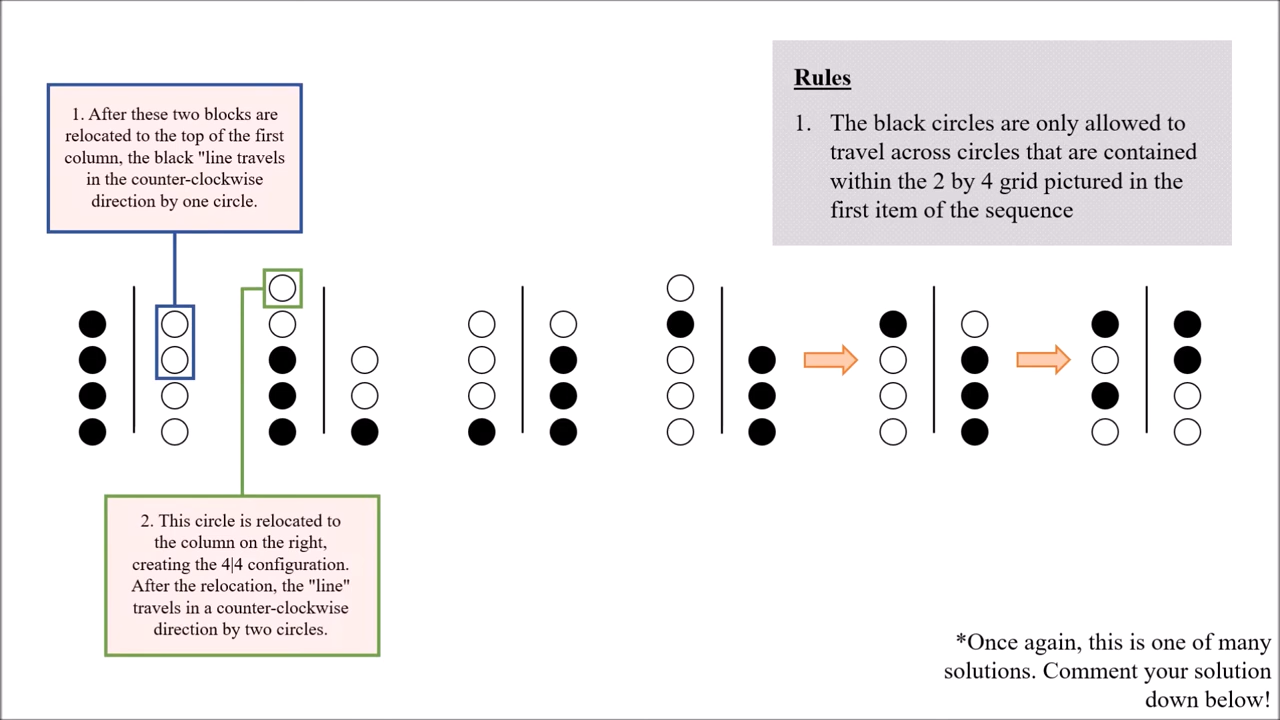 Rules
1. The black circles are only allowed to
travel across circles that are contained
within the 2 by 4 grid pictured in the
first item of the sequence
1. After these two blocks are
relocated to the top of the first
column, the black "line travels
in the counter-clockwise
direction by one circle.
2. This circle is relocated to
the column on the right,
creating the 4|4 configuration.
After the relocation, the "line"
travels in a counter-clockwise
direction by two circles.
*Once again, this is one of many
solutions. Comment your solution
down below!